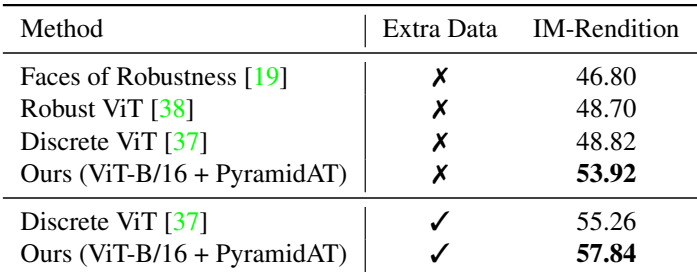 Method Extra Data IM-Rendition
Faces of Robustness [19] ✗ 46.80
Robust ViT [38] ✗ 48.70
Discrete ViT [37] ✗ 48.82
Ours (ViT-B/16 + PyramidAT) ✗ 53.92
Discrete ViT [37] ✓ 55.26
Ours (ViT-B/16 + PyramidAT) ✓ 57.84